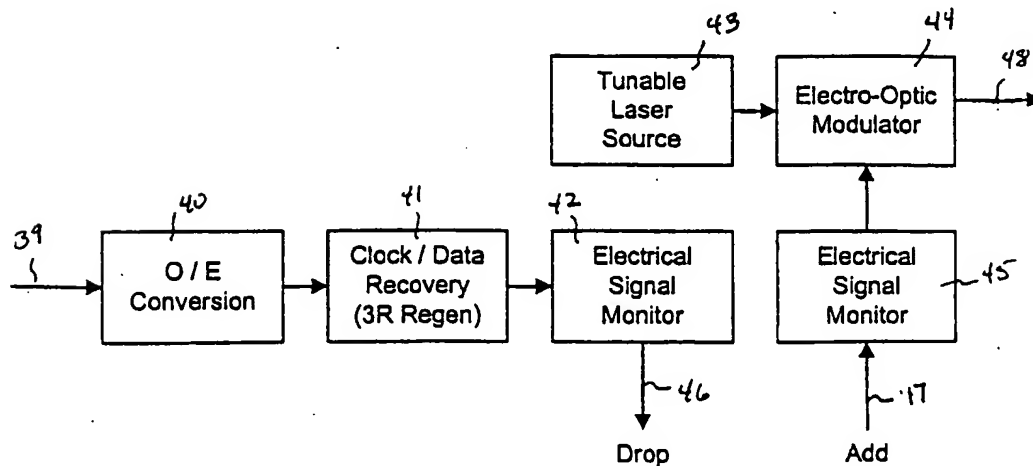 43
Tunable
Laser
Source
44
Electro-Optic
Modulator
48
39
40
O / E
Conversion
41
Clock / Data
Recovery
(3R Regen)
42
Electrical
Signal
Monitor
Electrical
Signal
Monitor
45
46
Drop
47
Add